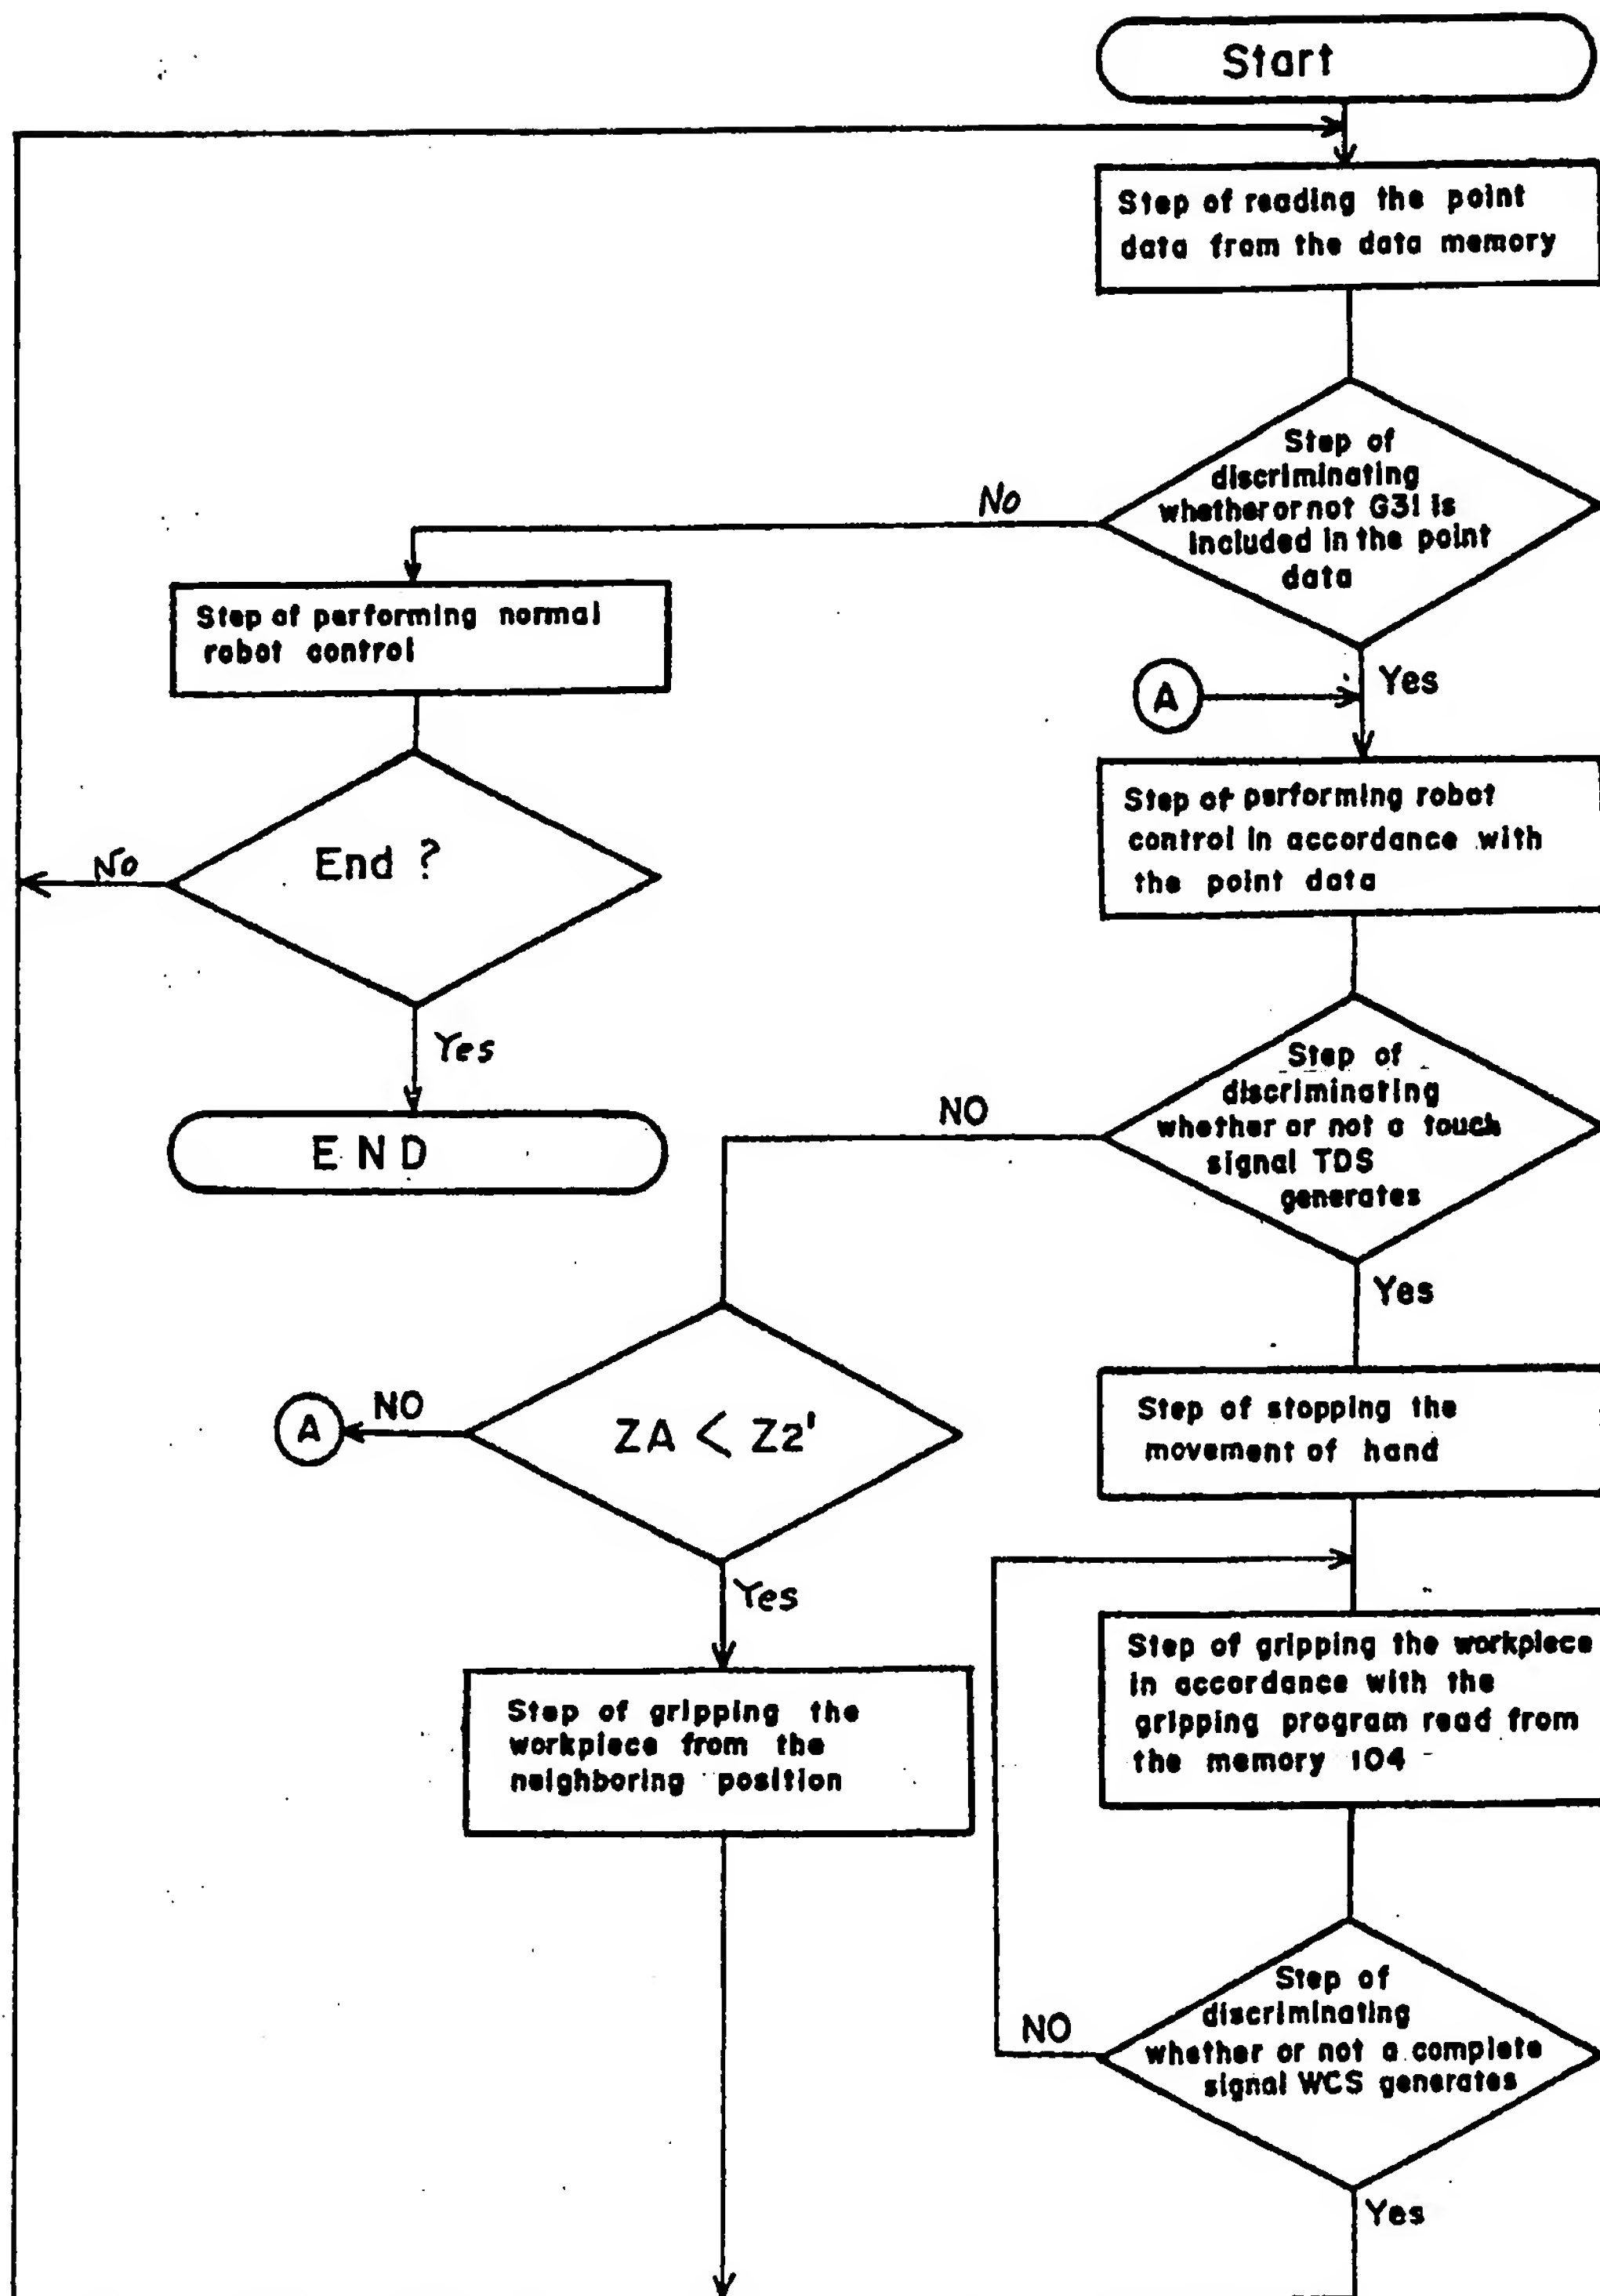 Start
Step of reading the point
data from the data memory
Step of
discriminating
whether or not G31 is
included in the point
data
No
Yes
Step of performing normal
robot control
A
Step of performing robot
control in accordance with
the point data
End ?
No
Yes
END
Step of
discriminating
whether or not a touch
signal TDS
generates
NO
Yes
ZA < Z2'
NO
A
Yes
Step of stopping the
movement of hand
Step of gripping the
workpiece from the
neighboring position
Step of gripping the workpiece
in accordance with the
gripping program read from
the memory 104
Step of
discriminating
whether or not a complete
signal WCS generates
NO
Yes